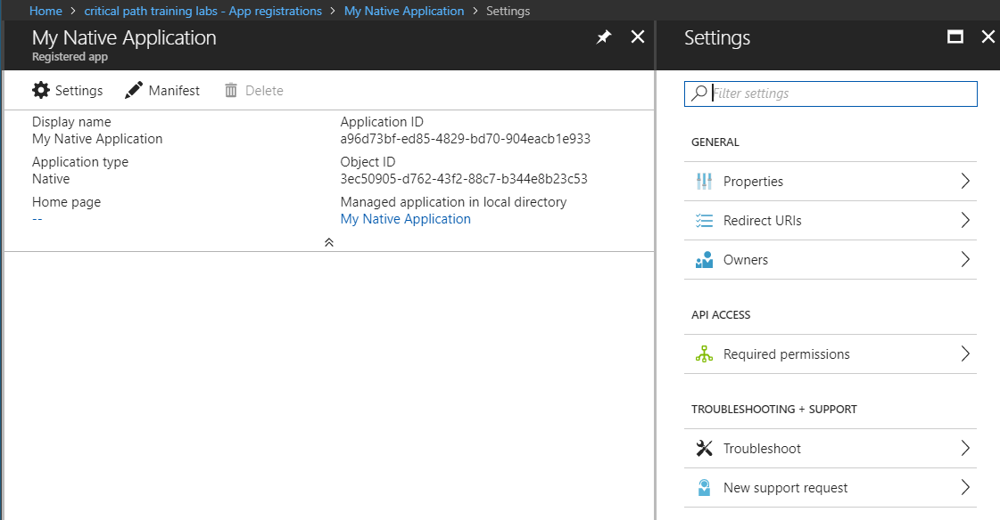 Home > critical path training labs - App registrations > My Native Application > Settings
My Native Application
Registered app
Settings Manifest Delete
Display name
My Native Application
Application type
Native
Home page
--
Application ID
a96d73bf-ed85-4829-bd70-904eacb1e933
Object ID
3ec50905-d762-43f2-88c7-b344e8b23c53
Managed application in local directory
My Native Application
Settings
Filter settings
GENERAL
Properties
Redirect URIs
Owners
API ACCESS
Required permissions
TROUBLESHOOTING + SUPPORT
Troubleshoot
New support request